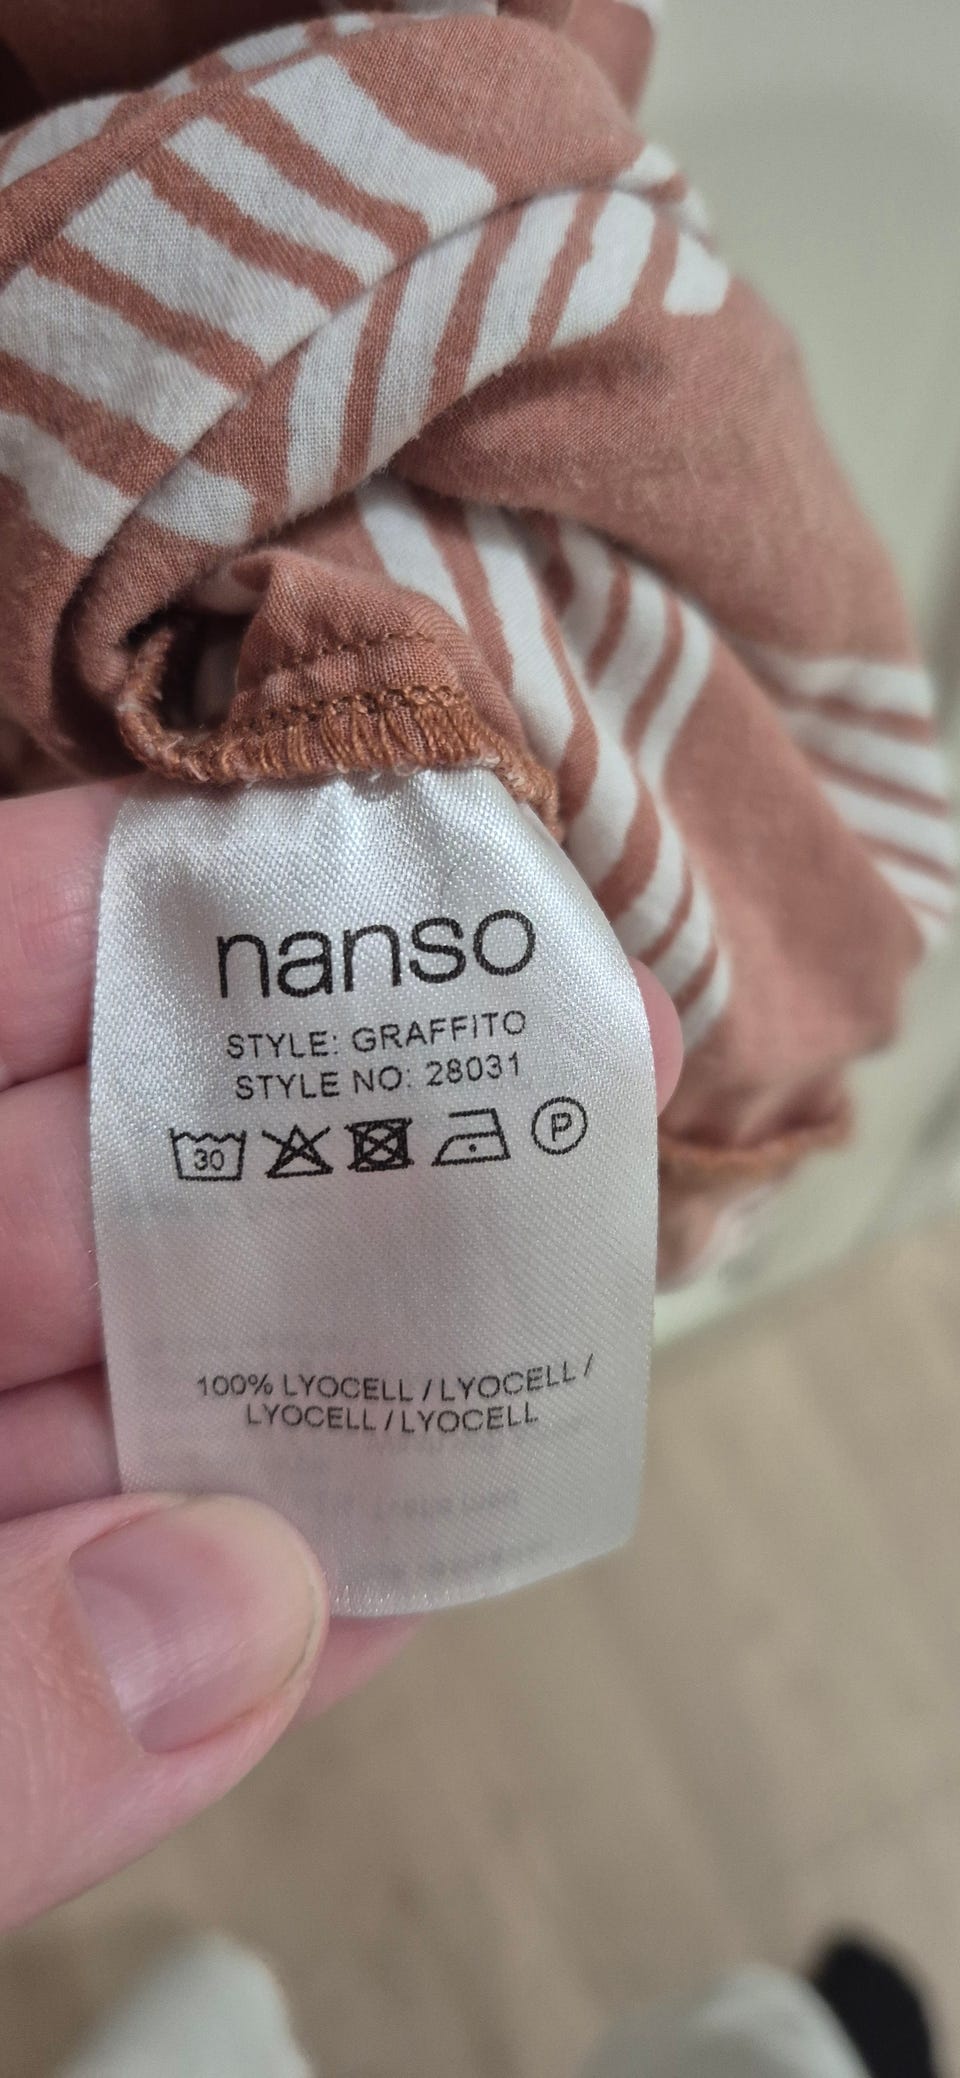 nanso
STYLE: GRAFFITO
STYLE NO: 28031
30 P
100% LYOCELL / LYOCELL /
LYOCELL / LYOCELL